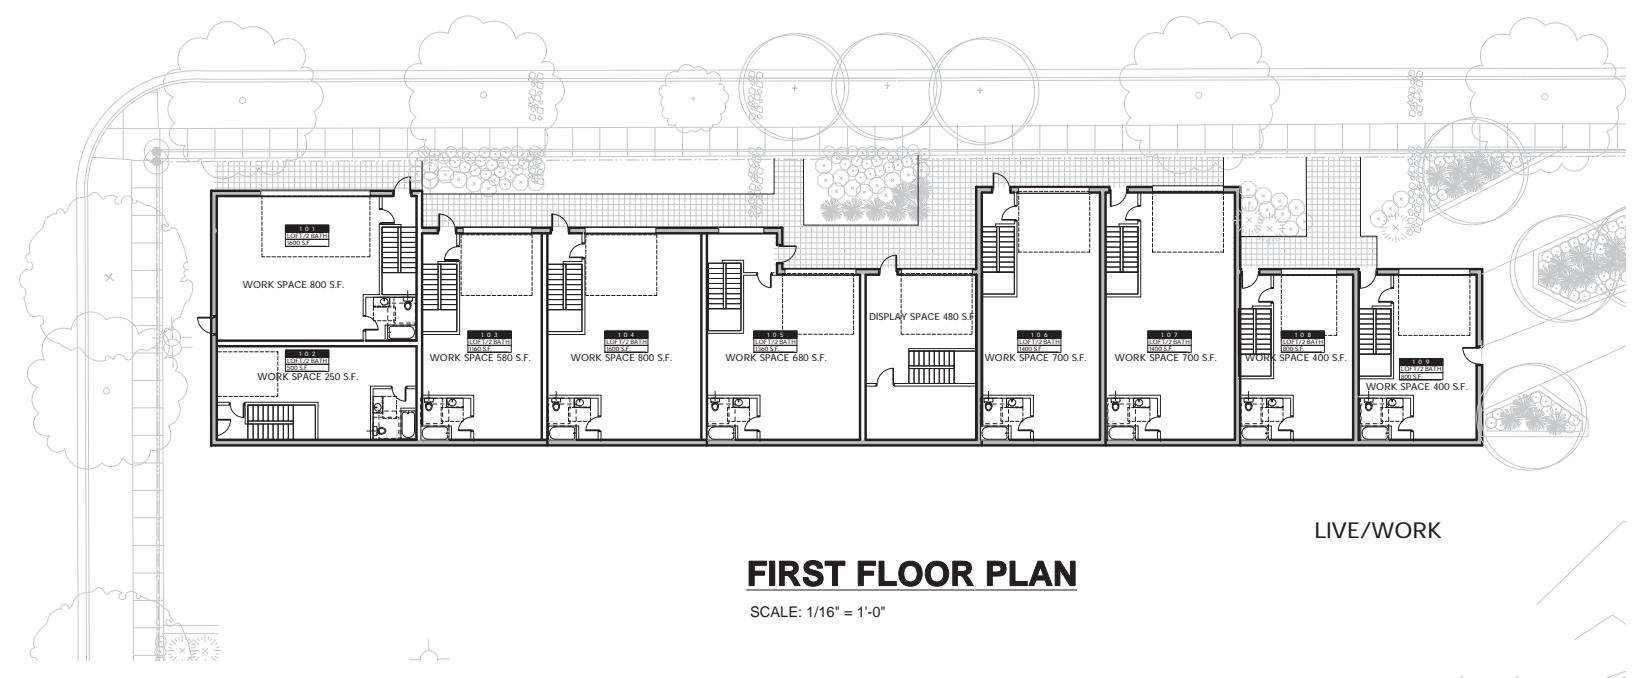 101
LOFT/2 BATH
1600 S.F.
WORK SPACE 800 S.F.
102
LOFT/2 BATH
500 S.F.
WORK SPACE 250 S.F.
103
LOFT/2 BATH
1160 S.F.
WORK SPACE 580 S.F.
104
LOFT/2 BATH
1600 S.F.
WORK SPACE 800 S.F.
105
LOFT/2 BATH
1360 S.F.
WORK SPACE 680 S.F.
DISPLAY SPACE 480 S.F.
106
LOFT/2 BATH
1400 S.F.
WORK SPACE 700 S.F.
107
LOFT/2 BATH
1400 S.F.
WORK SPACE 700 S.F.
108
LOFT/2 BATH
800 S.F.
WORK SPACE 400 S.F.
109
LOFT/2 BATH
800 S.F.
WORK SPACE 400 S.F.
LIVE/WORK
FIRST FLOOR PLAN
SCALE: 1/16" = 1'-0"